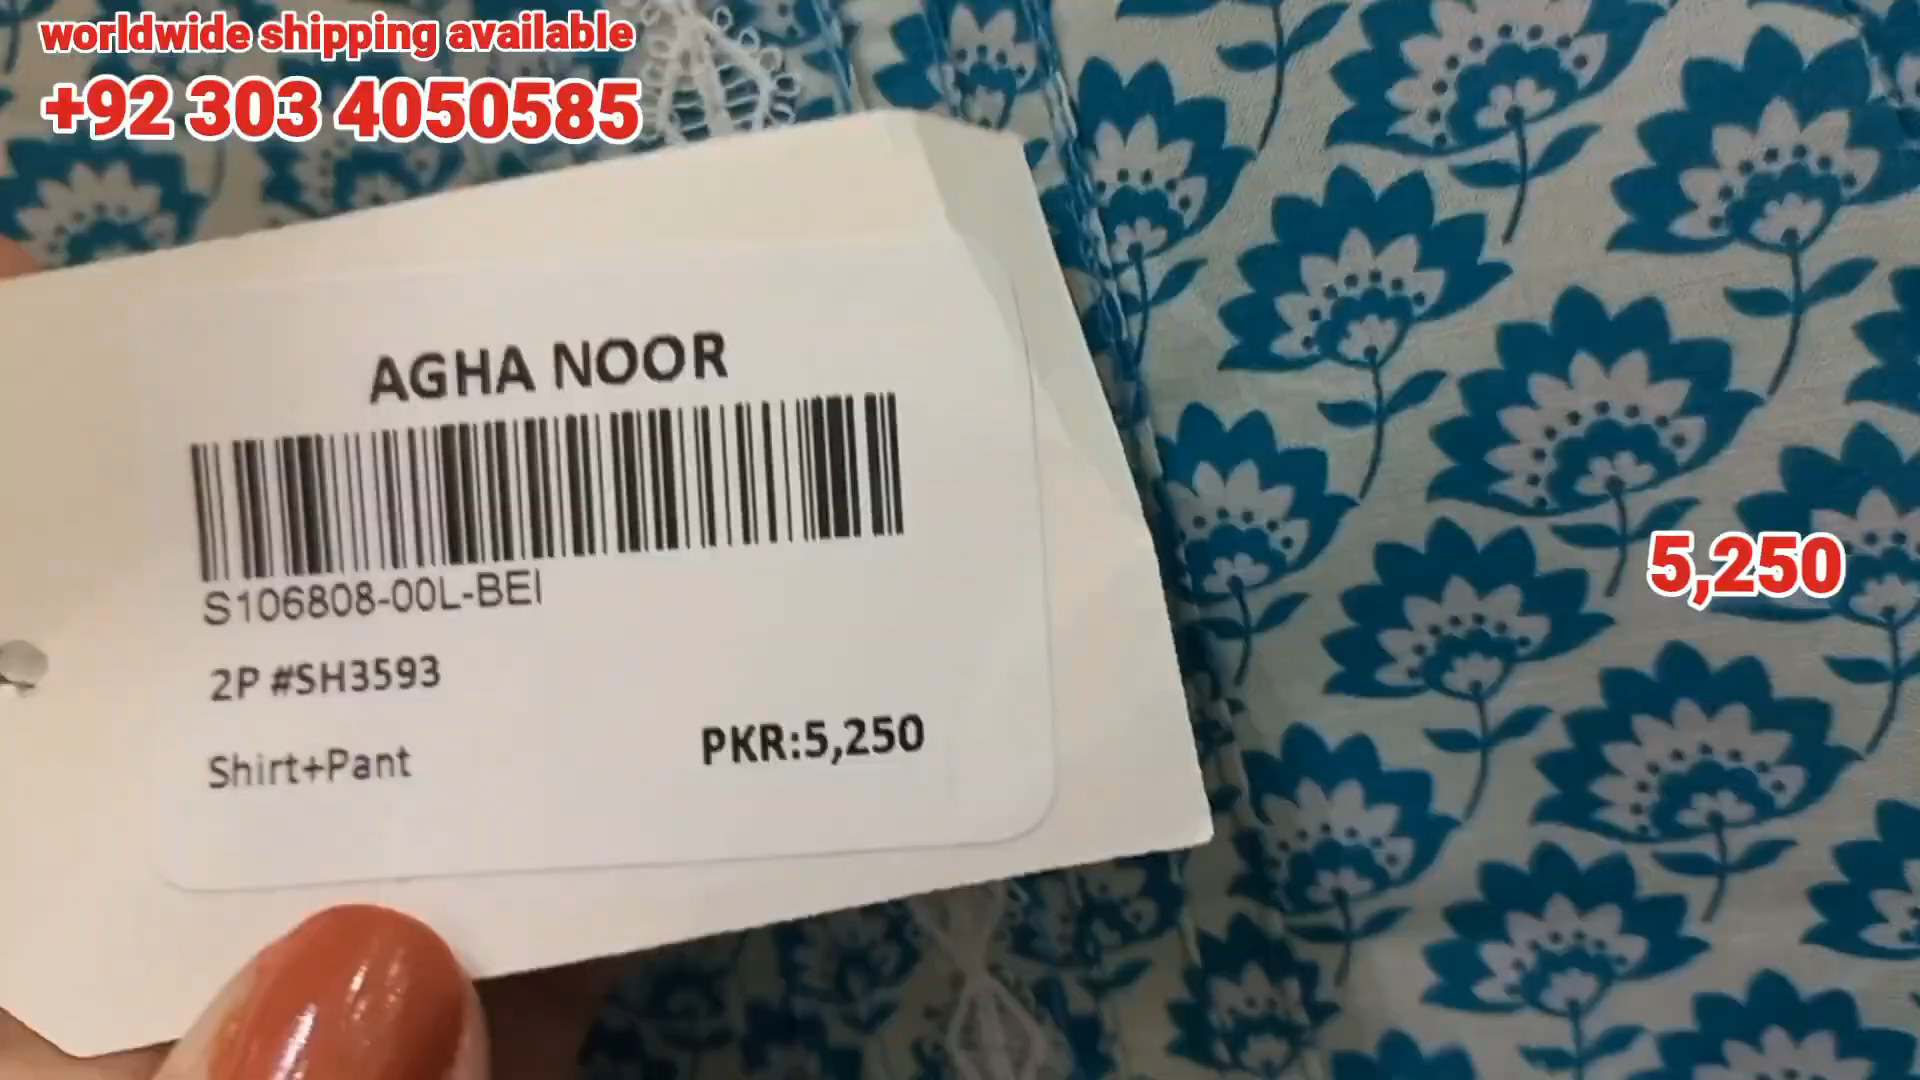 worldwide shipping available
+92 303 4050585
AGHA NOOR
S106808-00L-BEI
2P #SH3593
Shirt+Pant
PKR:5,250
5,250